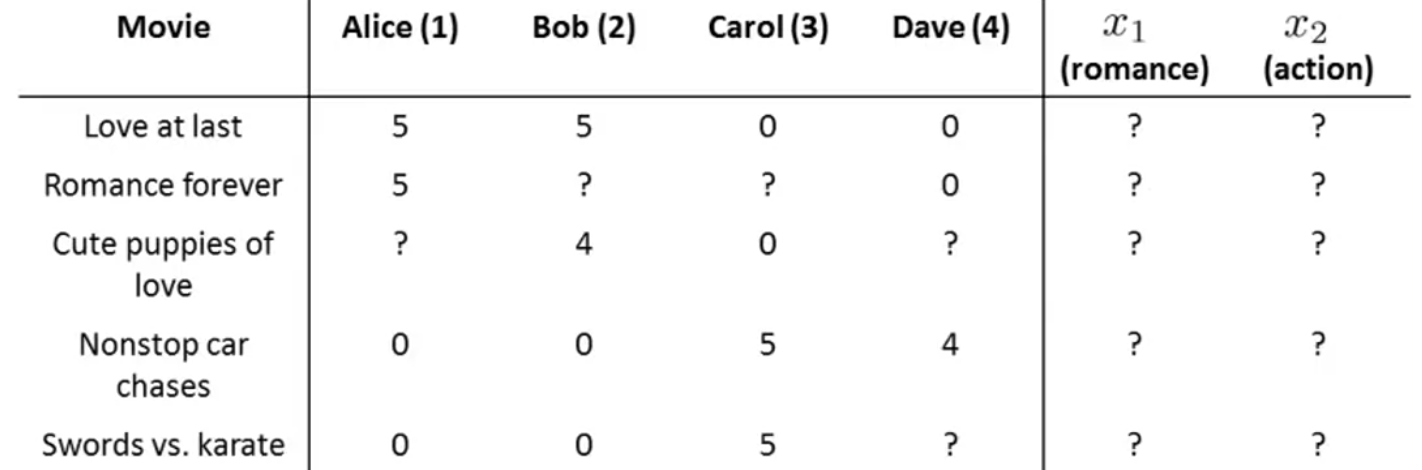 Movie Alice (1) Bob (2) Carol (3) Dave (4) x₁ x₂
(romance) (action)
Love at last 5 5 0 0 ? ?
Romance forever 5 ? ? 0 ? ?
Cute puppies of ? 4 0 ? ? ?
love
Nonstop car 0 0 5 4 ? ?
chases
Swords vs. karate 0 0 5 ? ? ?